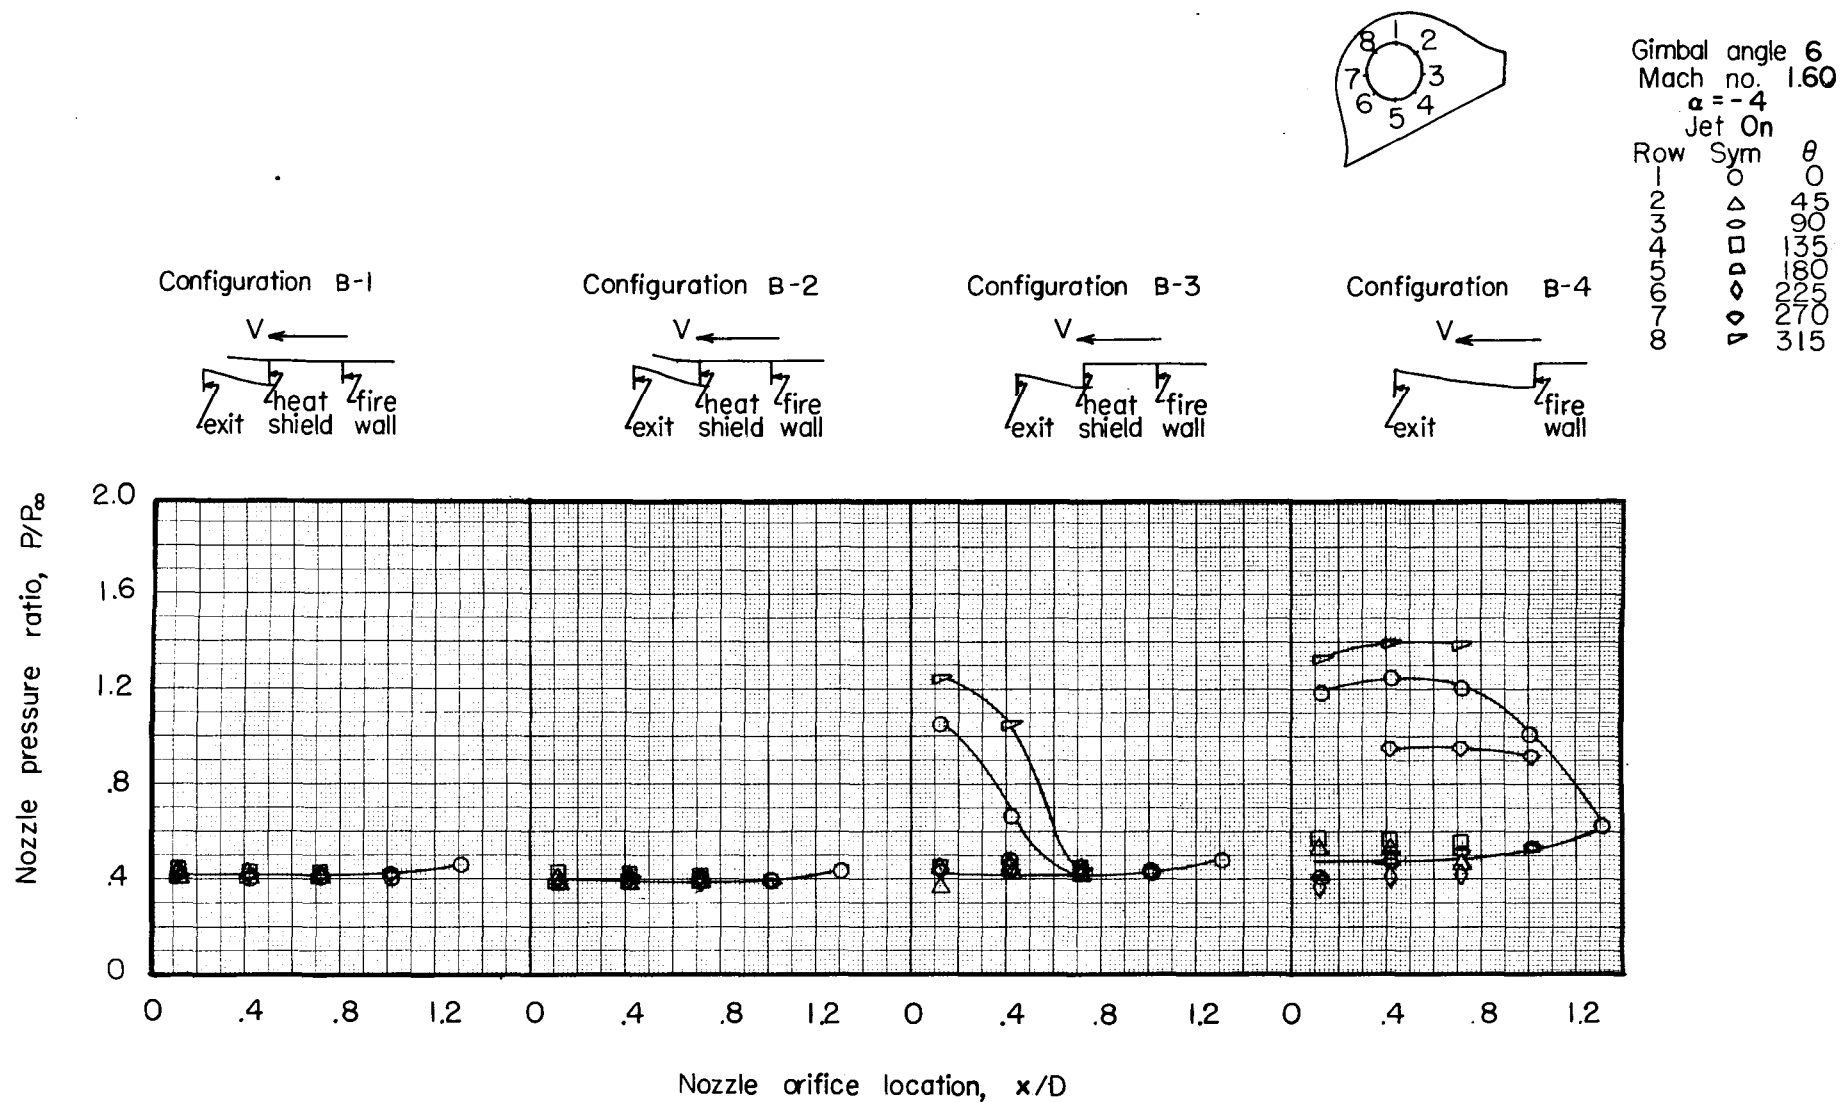 1
8 2
7 3
6 4
5
Gimbal angle 6
Mach no. 1.60
α = -4
Jet On
Row Sym θ
1 0
2 45
3 90
4 135
5 180
6 225
7 270
8 315
Configuration B-1
V
heat shield
fire wall
exit
Configuration B-2
V
heat shield
fire wall
exit
Configuration B-3
V
heat shield
fire wall
exit
Configuration B-4
V
fire wall
exit
Nozzle pressure ratio, P/P∞
2.0
1.6
1.2
.8
.4
0
0 .4 .8 1.2 0 .4 .8 1.2 0 .4 .8 1.2 0 .4 .8 1.2
Nozzle orifice location, x/D